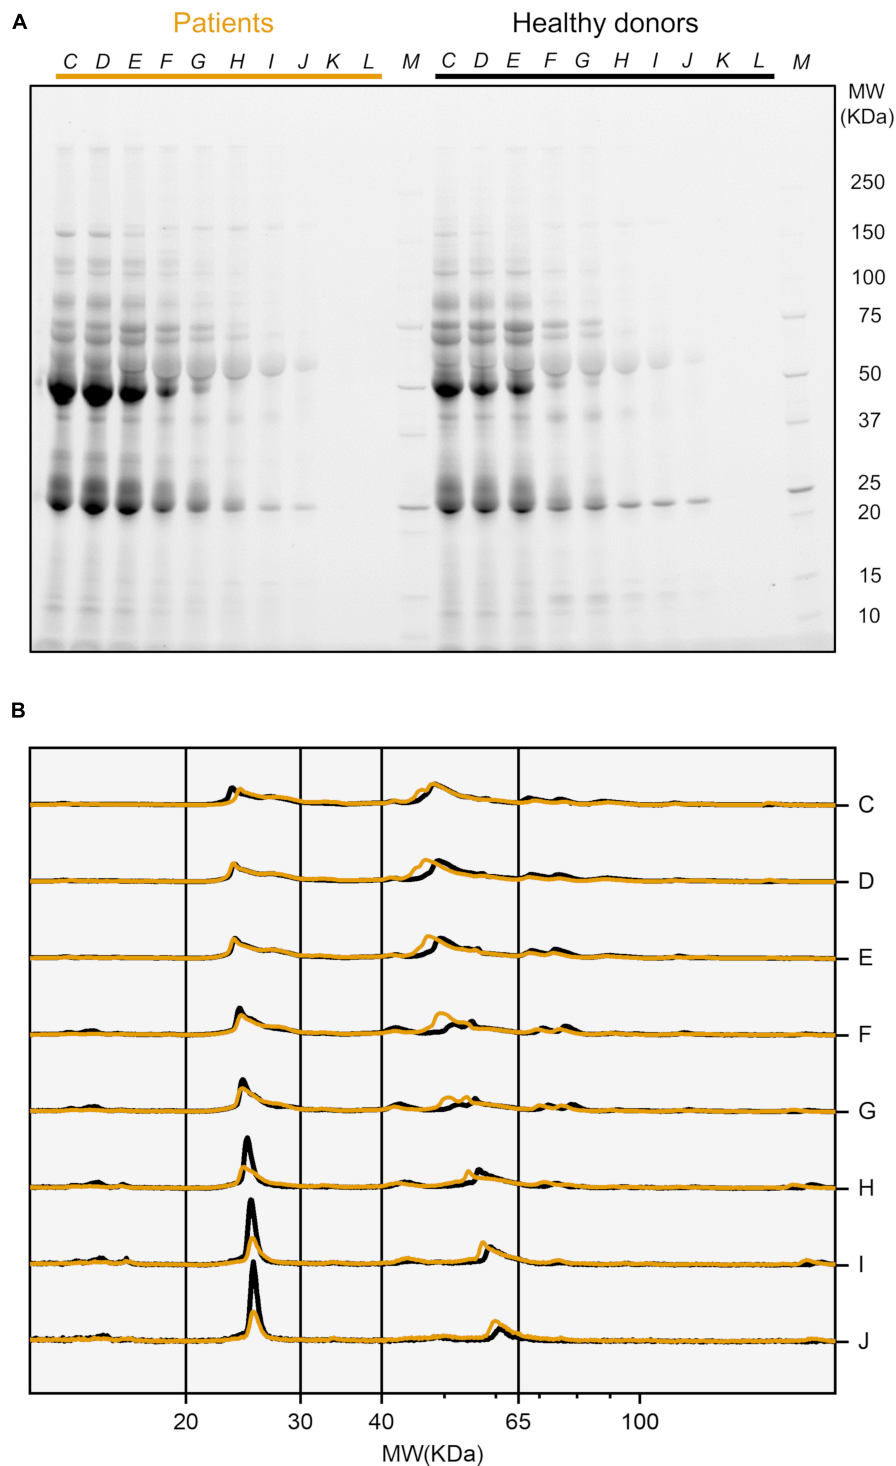 A
Patients Healthy donors
C D E F G H I J K L M C D E F G H I J K L M
MW
(KDa)
250
150
100
75
50
37
25
20
15
10
B
C
D
E
F
G
H
I
J
20 30 40 65 100
MW(KDa)